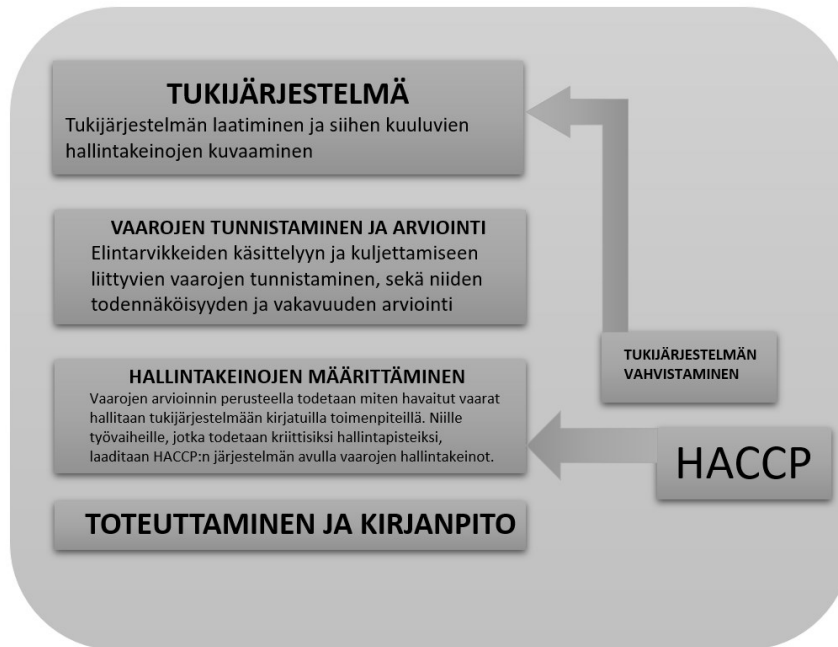 TUKIJÄRJESTELMÄ
Tukijärjestelmän laatiminen ja siihen kuuluvien
hallintakeinojen kuvaaminen
VAAROJEN TUNNISTAMINEN JA ARVIOINTI
Elintarvikkeiden käsittelyyn ja kuljettamiseen
liittyvien vaarojen tunnistaminen, sekä niiden
todennäköisyyden ja vakavuuden arviointi
HALLINTAKEINOJEN MÄÄRITTÄMINEN
Vaarojen arvioinnin perusteella todetaan miten havaitut vaarat
hallitaan tukijärjestelmään kirjatuilla toimenpiteillä. Niille
työvaiheille, jotka todetaan kriittisiksi hallintapisteiksi,
laaditaan HACCP:n järjestelmän avulla vaarojen hallintakeinot.
TUKIJÄRJESTELMÄN
VAHVISTAMINEN
HACCP
TOTEUTTAMINEN JA KIRJANPITO